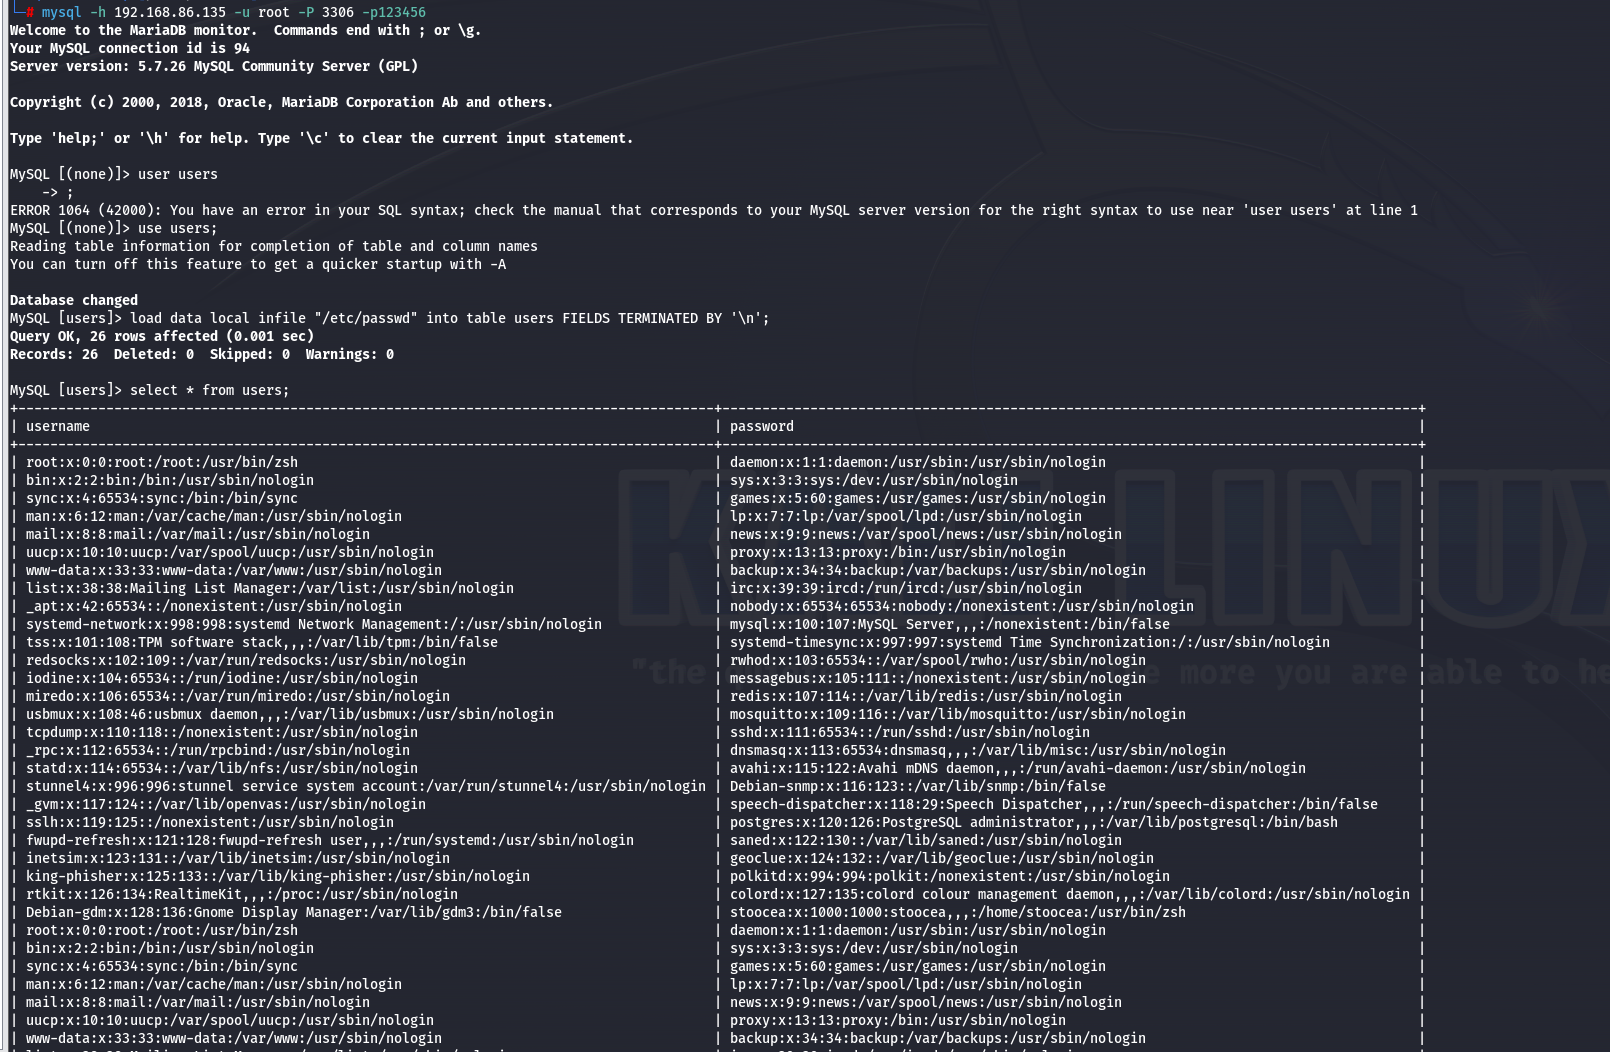 └─# mysql -h 192.168.86.135 -u root -P 3306 -p123456
Welcome to the MariaDB monitor.  Commands end with ; or \g.
Your MySQL connection id is 94
Server version: 5.7.26 MySQL Community Server (GPL)
Copyright (c) 2000, 2018, Oracle, MariaDB Corporation Ab and others.
Type 'help;' or '\h' for help. Type '\c' to clear the current input statement.
MySQL [(none)]> user users
    -> ;
ERROR 1064 (42000): You have an error in your SQL syntax; check the manual that corresponds to your MySQL server version for the right syntax to use near 'user users' at line 1
MySQL [(none)]> use users;
Reading table information for completion of table and column names
You can turn off this feature to get a quicker startup with -A
Database changed
MySQL [users]> load data local infile "/etc/passwd" into table users FIELDS TERMINATED BY '\n';
Query OK, 26 rows affected (0.001 sec)
Records: 26  Deleted: 0  Skipped: 0  Warnings: 0
MySQL [users]> select * from users;
| username | password |
| root:x:0:0:root:/root:/usr/bin/zsh | daemon:x:1:1:daemon:/usr/sbin:/usr/sbin/nologin |
| bin:x:2:2:bin:/bin:/usr/sbin/nologin | sys:x:3:3:sys:/dev:/usr/sbin/nologin |
| sync:x:4:65534:sync:/bin:/bin/sync | games:x:5:60:games:/usr/games:/usr/sbin/nologin |
| man:x:6:12:man:/var/cache/man:/usr/sbin/nologin | lp:x:7:7:lp:/var/spool/lpd:/usr/sbin/nologin |
| mail:x:8:8:mail:/var/mail:/usr/sbin/nologin | news:x:9:9:news:/var/spool/news:/usr/sbin/nologin |
| uucp:x:10:10:uucp:/var/spool/uucp:/usr/sbin/nologin | proxy:x:13:13:proxy:/bin:/usr/sbin/nologin |
| www-data:x:33:33:www-data:/var/www:/usr/sbin/nologin | backup:x:34:34:backup:/var/backups:/usr/sbin/nologin |
| list:x:38:38:Mailing List Manager:/var/list:/usr/sbin/nologin | irc:x:39:39:ircd:/run/ircd:/usr/sbin/nologin |
| _apt:x:42:65534::/nonexistent:/usr/sbin/nologin | nobody:x:65534:65534:nobody:/nonexistent:/usr/sbin/nologin |
| systemd-network:x:998:998:systemd Network Management:/:/usr/sbin/nologin | mysql:x:100:107:MySQL Server,,,:/nonexistent:/bin/false |
| tss:x:101:108:TPM software stack,,,:/var/lib/tpm:/bin/false | systemd-timesync:x:997:997:systemd Time Synchronization:/:/usr/sbin/nologin |
| redsocks:x:102:109::/var/run/redsocks:/usr/sbin/nologin | rwhod:x:103:65534::/var/spool/rwho:/usr/sbin/nologin |
| iodine:x:104:65534::/run/iodine:/usr/sbin/nologin | messagebus:x:105:111::/nonexistent:/usr/sbin/nologin |
| miredo:x:106:65534::/var/run/miredo:/usr/sbin/nologin | redis:x:107:114::/var/lib/redis:/usr/sbin/nologin |
| usbmux:x:108:46:usbmux daemon,,,:/var/lib/usbmux:/usr/sbin/nologin | mosquitto:x:109:116::/var/lib/mosquitto:/usr/sbin/nologin |
| tcpdump:x:110:118::/nonexistent:/usr/sbin/nologin | sshd:x:111:65534::/run/sshd:/usr/sbin/nologin |
| _rpc:x:112:65534::/run/rpcbind:/usr/sbin/nologin | dnsmasq:x:113:65534:dnsmasq,,,:/var/lib/misc:/usr/sbin/nologin |
| statd:x:114:65534::/var/lib/nfs:/usr/sbin/nologin | avahi:x:115:122:Avahi mDNS daemon,,,:/run/avahi-daemon:/usr/sbin/nologin |
| stunnel4:x:996:996:stunnel service system account:/var/run/stunnel4:/usr/sbin/nologin | Debian-snmp:x:116:123::/var/lib/snmp:/bin/false |
| _gvm:x:117:124::/var/lib/openvas:/usr/sbin/nologin | speech-dispatcher:x:118:29:Speech Dispatcher,,,:/run/speech-dispatcher:/bin/false |
| sslh:x:119:125::/nonexistent:/usr/sbin/nologin | postgres:x:120:126:PostgreSQL administrator,,,:/var/lib/postgresql:/bin/bash |
| fwupd-refresh:x:121:128:fwupd-refresh user,,,:/run/systemd:/usr/sbin/nologin | saned:x:122:130::/var/lib/saned:/usr/sbin/nologin |
| inetsim:x:123:131::/var/lib/inetsim:/usr/sbin/nologin | geoclue:x:124:132::/var/lib/geoclue:/usr/sbin/nologin |
| king-phisher:x:125:133::/var/lib/king-phisher:/usr/sbin/nologin | polkitd:x:994:994:polkit:/nonexistent:/usr/sbin/nologin |
| rtkit:x:126:134:RealtimeKit,,,:/proc:/usr/sbin/nologin | colord:x:127:135:colord colour management daemon,,,:/var/lib/colord:/usr/sbin/nologin |
| Debian-gdm:x:128:136:Gnome Display Manager:/var/lib/gdm3:/bin/false | stoocea:x:1000:1000:stoocea,,,:/home/stoocea:/usr/bin/zsh |
| root:x:0:0:root:/root:/usr/bin/zsh | daemon:x:1:1:daemon:/usr/sbin:/usr/sbin/nologin |
| bin:x:2:2:bin:/bin:/usr/sbin/nologin | sys:x:3:3:sys:/dev:/usr/sbin/nologin |
| sync:x:4:65534:sync:/bin:/bin/sync | games:x:5:60:games:/usr/games:/usr/sbin/nologin |
| man:x:6:12:man:/var/cache/man:/usr/sbin/nologin | lp:x:7:7:lp:/var/spool/lpd:/usr/sbin/nologin |
| mail:x:8:8:mail:/var/mail:/usr/sbin/nologin | news:x:9:9:news:/var/spool/news:/usr/sbin/nologin |
| uucp:x:10:10:uucp:/var/spool/uucp:/usr/sbin/nologin | proxy:x:13:13:proxy:/bin:/usr/sbin/nologin |
| www-data:x:33:33:www-data:/var/www:/usr/sbin/nologin | backup:x:34:34:backup:/var/backups:/usr/sbin/nologin |
LINUX
"the more you are able to